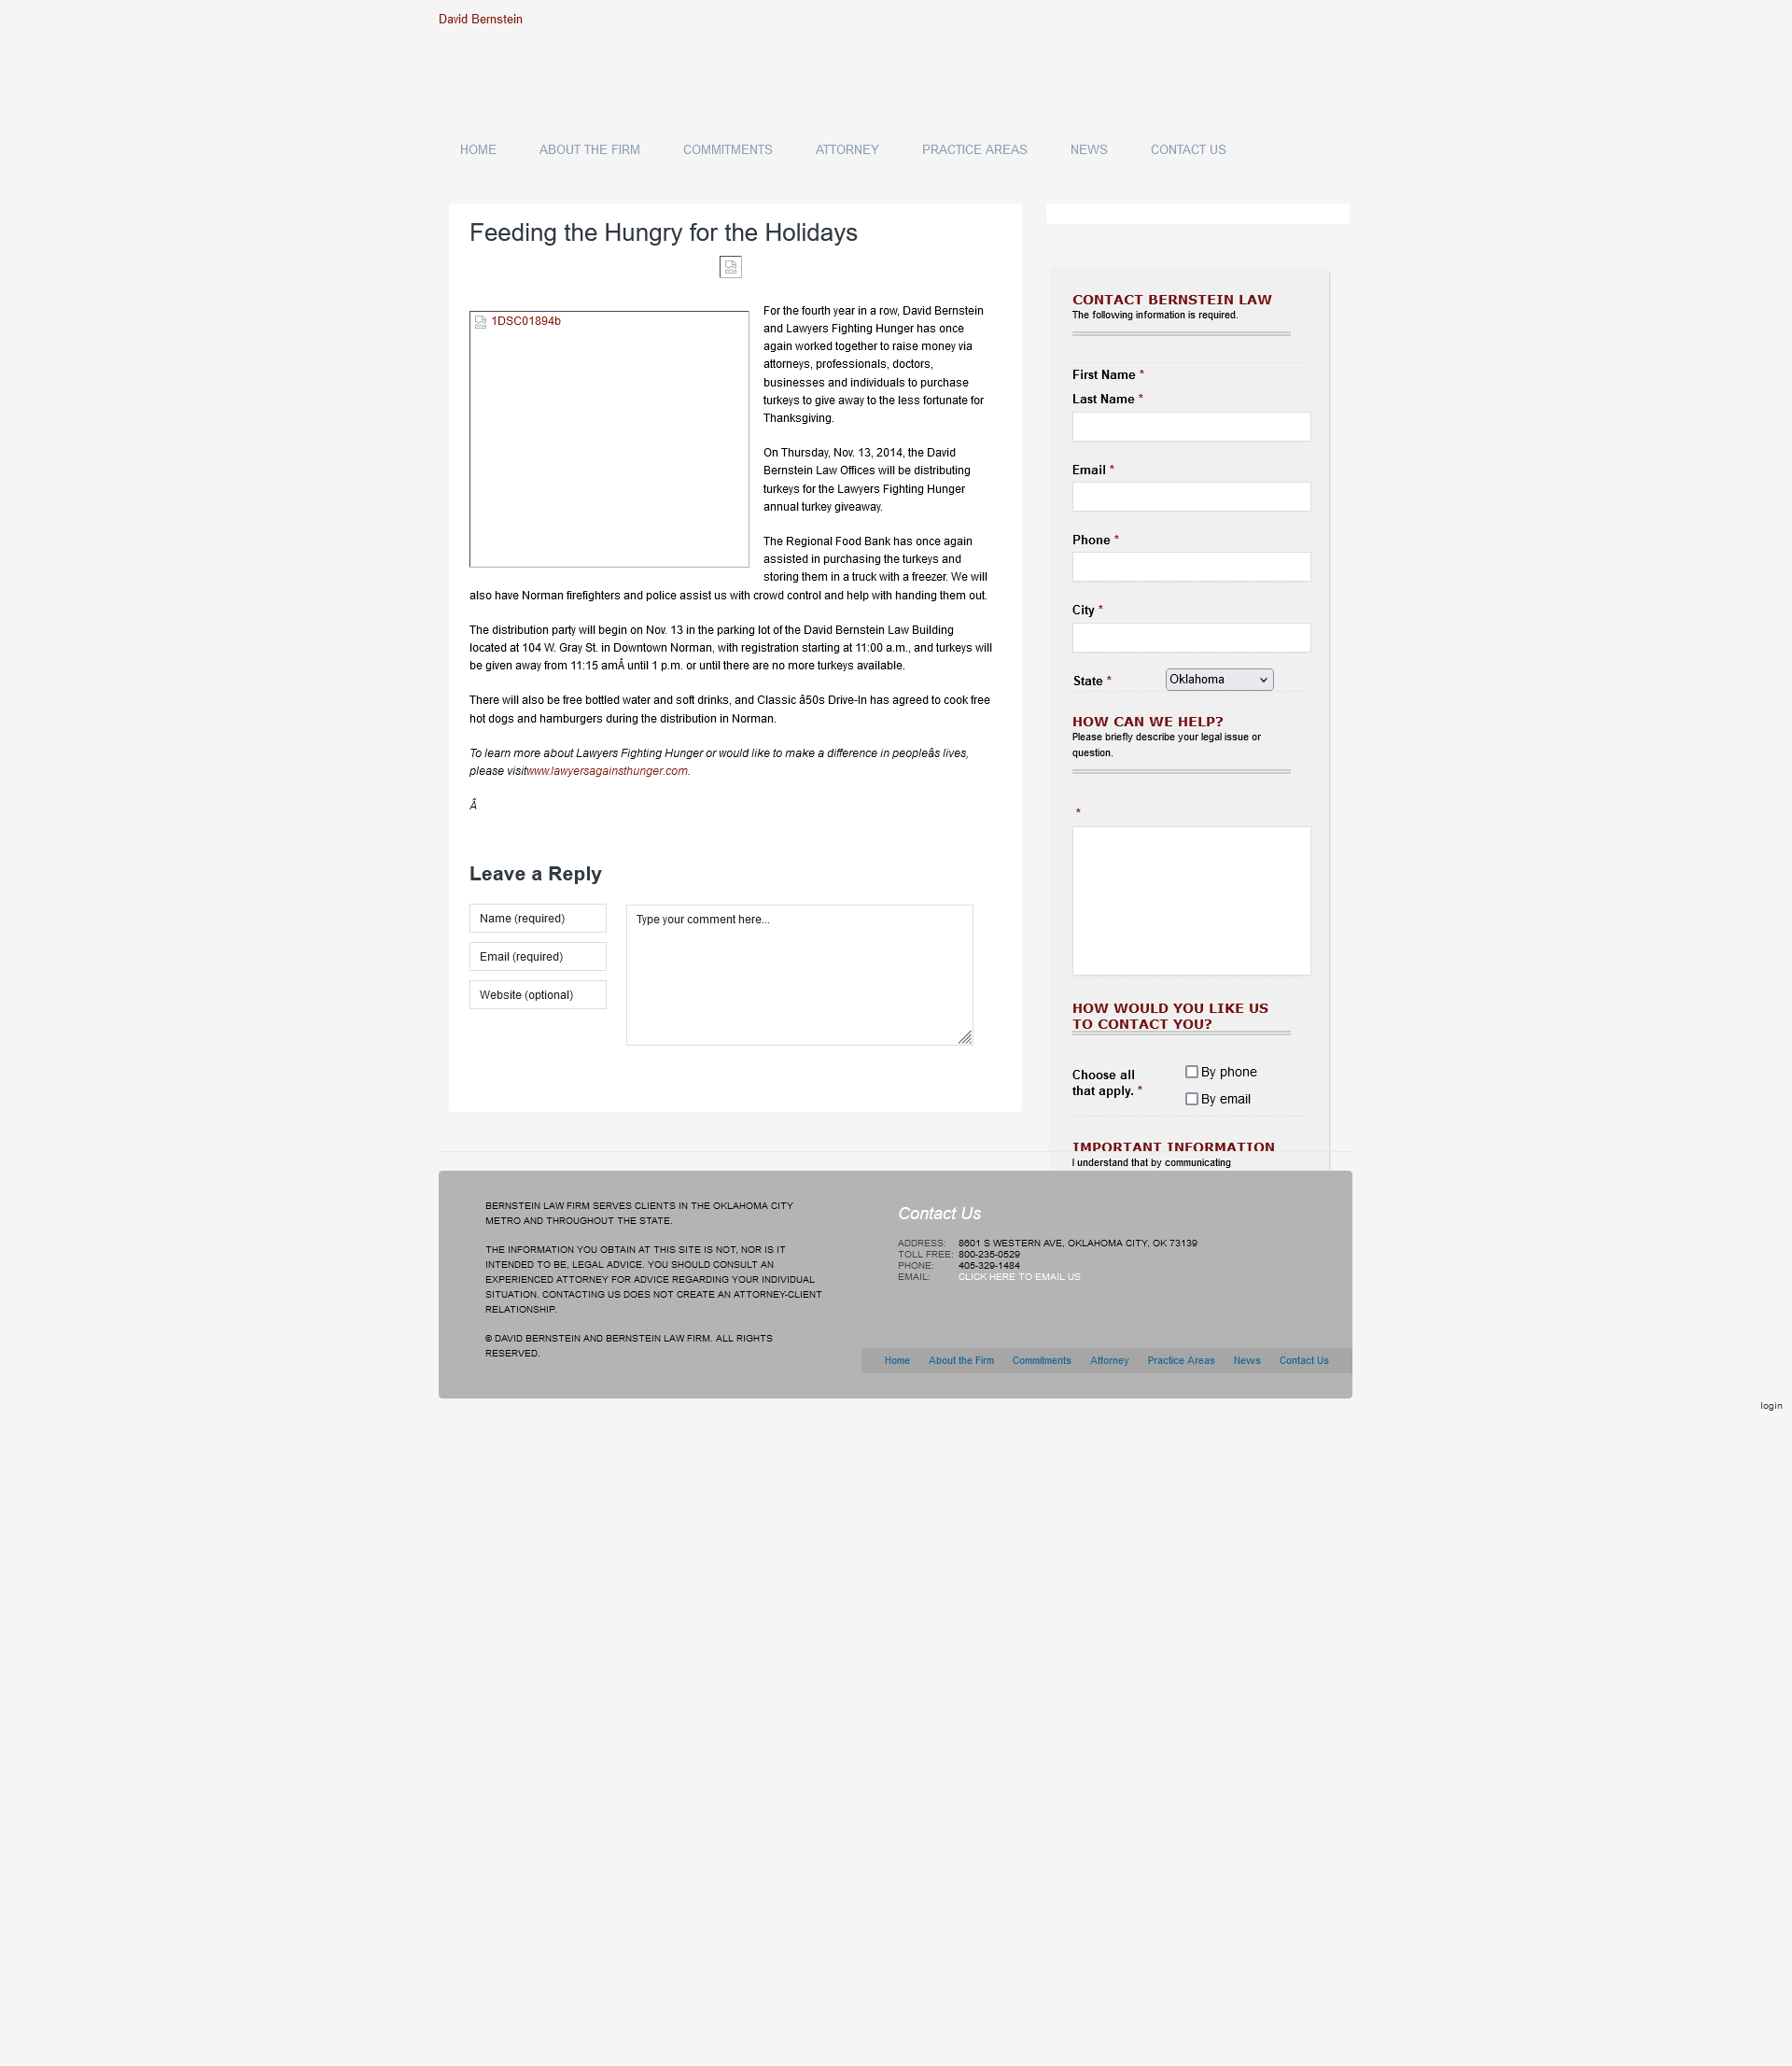 David Bernstein
HOME ABOUT THE FIRM COMMITMENTS ATTORNEY PRACTICE AREAS NEWS CONTACT US
Feeding the Hungry for the Holidays
1DSC01894b
For the fourth year in a row, David Bernstein
and Lawyers Fighting Hunger has once
again worked together to raise money via
attorneys, professionals, doctors,
businesses and individuals to purchase
turkeys to give away to the less fortunate for
Thanksgiving.
On Thursday, Nov. 13, 2014, the David
Bernstein Law Offices will be distributing
turkeys for the Lawyers Fighting Hunger
annual turkey giveaway.
The Regional Food Bank has once again
assisted in purchasing the turkeys and
storing them in a truck with a freezer. We will
also have Norman firefighters and police assist us with crowd control and help with handing them out.
The distribution party will begin on Nov. 13 in the parking lot of the David Bernstein Law Building
located at 104 W. Gray St. in Downtown Norman, with registration starting at 11:00 a.m., and turkeys will
be given away from 11:15 amÂ until 1 p.m. or until there are no more turkeys available.
There will also be free bottled water and soft drinks, and Classic â50s Drive-In has agreed to cook free
hot dogs and hamburgers during the distribution in Norman.
To learn more about Lawyers Fighting Hunger or would like to make a difference in peopleâs lives,
please visitwww.lawyersagainsthunger.com.
Â
Leave a Reply
Name (required)
Email (required)
Website (optional)
Type your comment here...
CONTACT BERNSTEIN LAW
The following information is required.
First Name *
Last Name *
Email *
Phone *
City *
State * Oklahoma
HOW CAN WE HELP?
Please briefly describe your legal issue or
question.
*
HOW WOULD YOU LIKE US
TO CONTACT YOU?
Choose all
that apply. *
By phone
By email
IMPORTANT INFORMATION
I understand that by communicating
BERNSTEIN LAW FIRM SERVES CLIENTS IN THE OKLAHOMA CITY
METRO AND THROUGHOUT THE STATE.
THE INFORMATION YOU OBTAIN AT THIS SITE IS NOT, NOR IS IT
INTENDED TO BE, LEGAL ADVICE. YOU SHOULD CONSULT AN
EXPERIENCED ATTORNEY FOR ADVICE REGARDING YOUR INDIVIDUAL
SITUATION. CONTACTING US DOES NOT CREATE AN ATTORNEY-CLIENT
RELATIONSHIP.
© DAVID BERNSTEIN AND BERNSTEIN LAW FIRM. ALL RIGHTS
RESERVED.
Contact Us
ADDRESS: 8601 S WESTERN AVE, OKLAHOMA CITY, OK 73139
TOLL FREE: 800-235-0529
PHONE: 405-329-1484
EMAIL: CLICK HERE TO EMAIL US
Home About the Firm Commitments Attorney Practice Areas News Contact Us
login